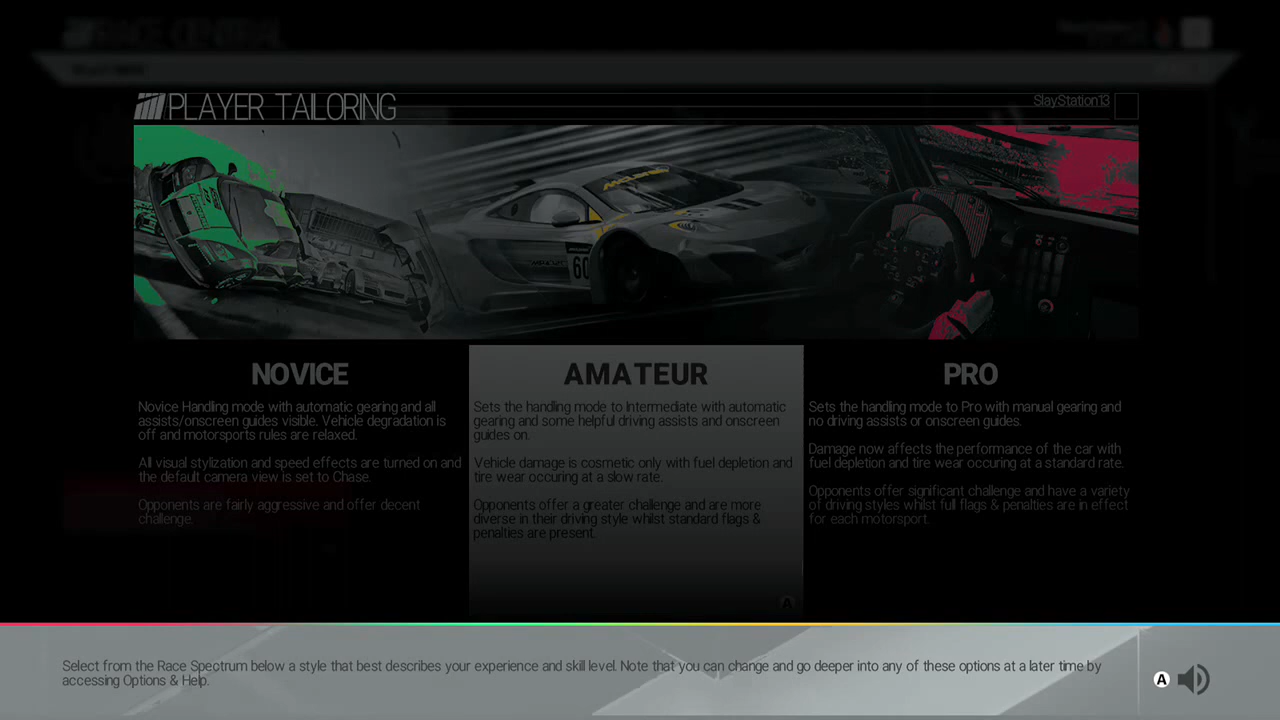 RACE CENTRAL
PLAYER TAILORING
SlayStation13
McLaren
60
NOVICE
Novice Handling mode with automatic gearing and all
assists/onscreen guides visible. Vehicle degradation is
off and motorsports rules are relaxed.
All visual stylization and speed effects are turned on and
the default camera view is set to Chase.
Opponents are fairly aggressive and offer decent
challenge.
AMATEUR
Sets the handling mode to Intermediate with automatic
gearing and some helpful driving assists and onscreen
guides on.
Vehicle damage is cosmetic only with fuel depletion and
tire wear occuring at a slow rate.
Opponents offer a greater challenge and are more
diverse in their driving style whilst standard flags &
penalties are present.
A
PRO
Sets the handling mode to Pro with manual gearing and
no driving assists or onscreen guides.
Damage now affects the performance of the car with
fuel depletion and tire wear occuring at a standard rate.
Opponents offer significant challenge and have a variety
of driving styles whilst full flags & penalties are in effect
for each motorsport.
Select from the Race Spectrum below a style that best describes your experience and skill level. Note that you can change and go deeper into any of these options at a later time by
accessing Options & Help.
A